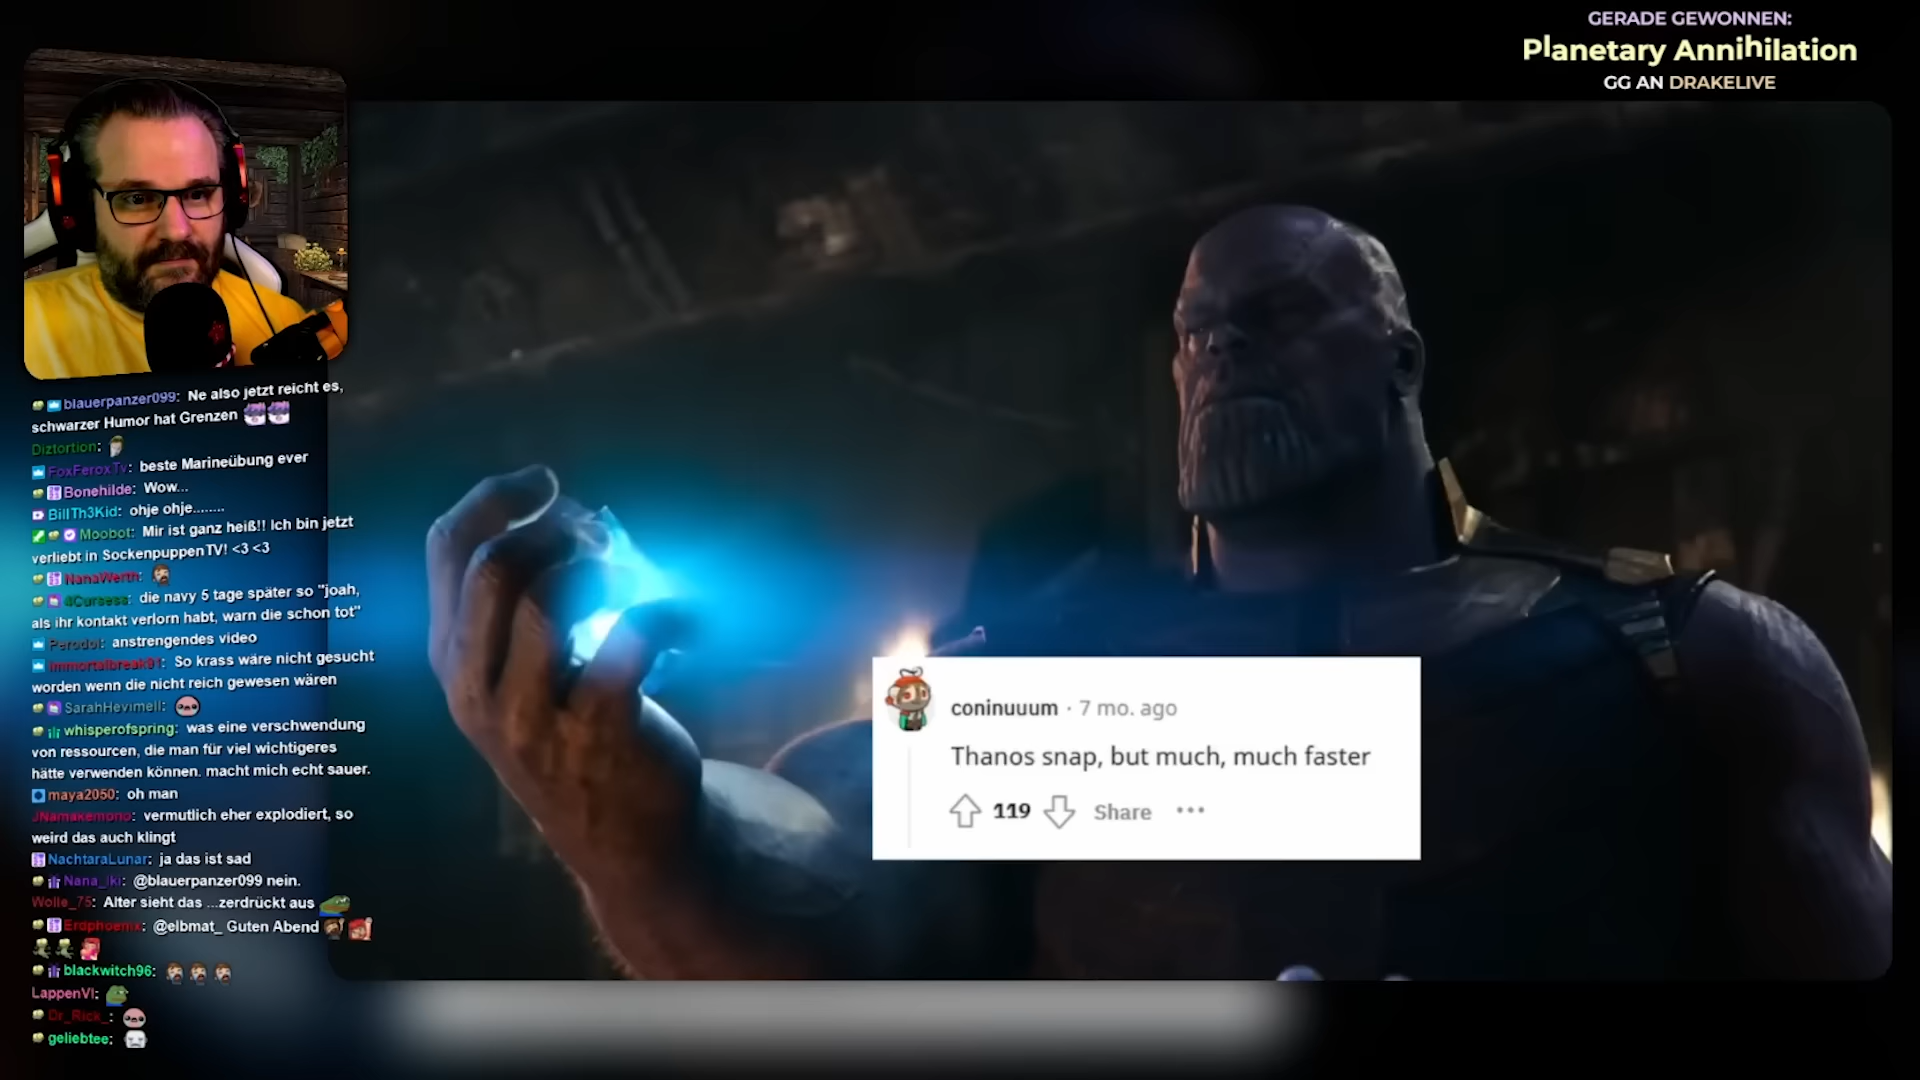 GERADE GEWONNEN:
Planetary Annihilation
GG AN DRAKELIVE
blauerpanzer099: Ne also jetzt reicht es,
schwarzer Humor hat Grenzen
Diztortion:
FoxFeroxTv: beste Marineübung ever
Bonehilde: Wow...
BillTh3Kid: ohje ohje........
Moobot: Mir ist ganz heiß!! Ich bin jetzt
verliebt in SockenpuppenTV! <3 <3
NanaWerth:
4Cursess: die navy 5 tage später so "joah,
als ihr kontakt verlorn habt, warn die schon tot"
Perodot: anstrengendes video
immortalbreak91: So krass wäre nicht gesucht
worden wenn die nicht reich gewesen wären
SarahHevimell:
whisperofspring: was eine verschwendung
von ressourcen, die man für viel wichtigeres
hätte verwenden können. macht mich echt sauer.
maya2050: oh man
JNamakemono: vermutlich eher explodiert, so
weird das auch klingt
NachtaraLunar: ja das ist sad
Nana_Iki: @blauerpanzer099 nein.
Wolle_75: Alter sieht das ...zerdrückt aus
Erdphoenix: @elbmat_ Guten Abend
blackwitch96:
LappenVI:
Dr_Rick_:
geliebtee:
coninuuum · 7 mo. ago
Thanos snap, but much, much faster
119 Share ···